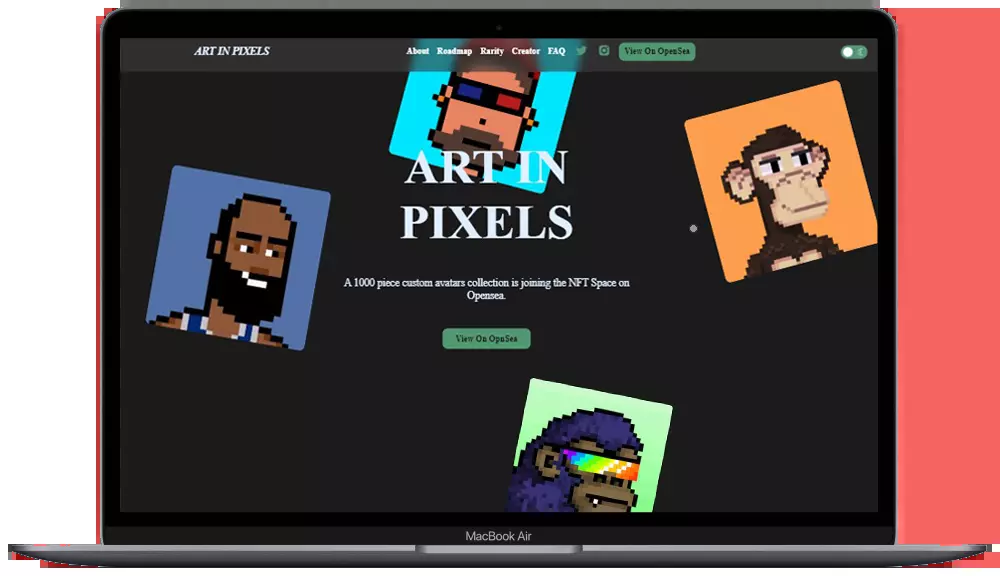 ART IN PIXELS
About Roadmap Rarity Creator FAQ View On OpenSea
ART IN
PIXELS
A 1000 piece custom avatars collection is joining the NFT Space on
Opensea.
View On OpnSea
MacBook Air